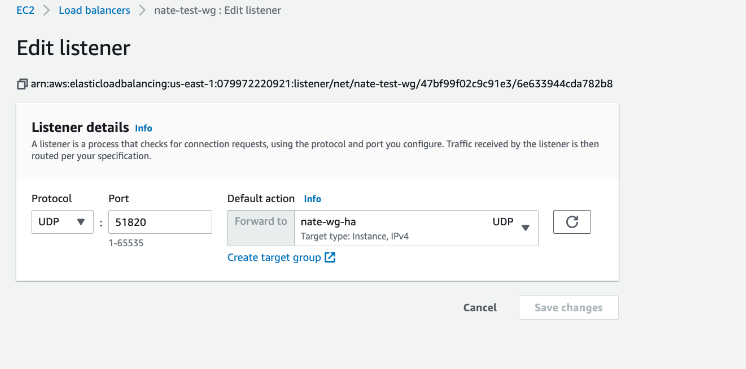 EC2 > Load balancers > nate-test-wg : Edit listener
Edit listener
arn:aws:elasticloadbalancing:us-east-1:079972220921:listener/net/nate-test-wg/47bf99f02c9c91e3/6e633944cda782b8
Listener details Info
A listener is a process that checks for connection requests, using the protocol and port you configure. Traffic received by the listener is then
routed per your specification.
Protocol Port Default action Info
UDP : 51820 Forward to nate-wg-ha UDP
Target type: Instance, IPv4
1-65535
Create target group
Cancel Save changes